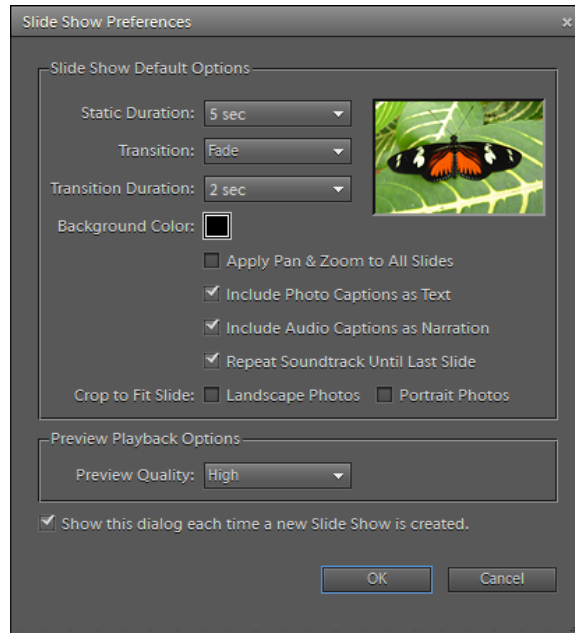 Slide Show Preferences
Slide Show Default Options
Static Duration: 5 sec
Transition: Fade
Transition Duration: 2 sec
Background Color:
Apply Pan & Zoom to All Slides
Include Photo Captions as Text
Include Audio Captions as Narration
Repeat Soundtrack Until Last Slide
Crop to Fit Slide: Landscape Photos Portrait Photos
Preview Playback Options
Preview Quality: High
Show this dialog each time a new Slide Show is created.
OK Cancel